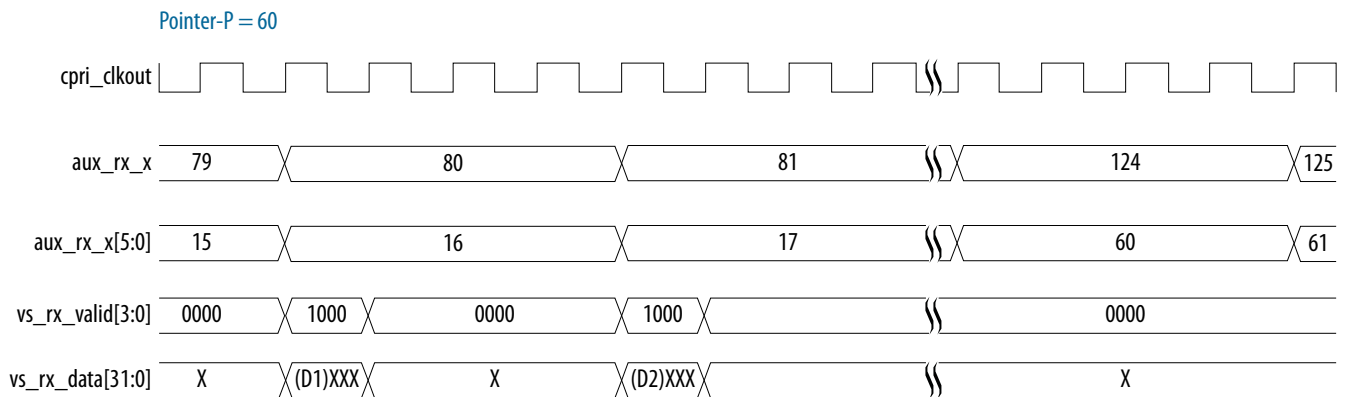 Pointer-P = 60
cpri_clkout
aux_rx_x 79 80 81 124 125
aux_rx_x[5:0] 15 16 17 60 61
vs_rx_valid[3:0] 0000 1000 0000 1000 0000
vs_rx_data[31:0] X (D1)XXX X (D2)XXX X